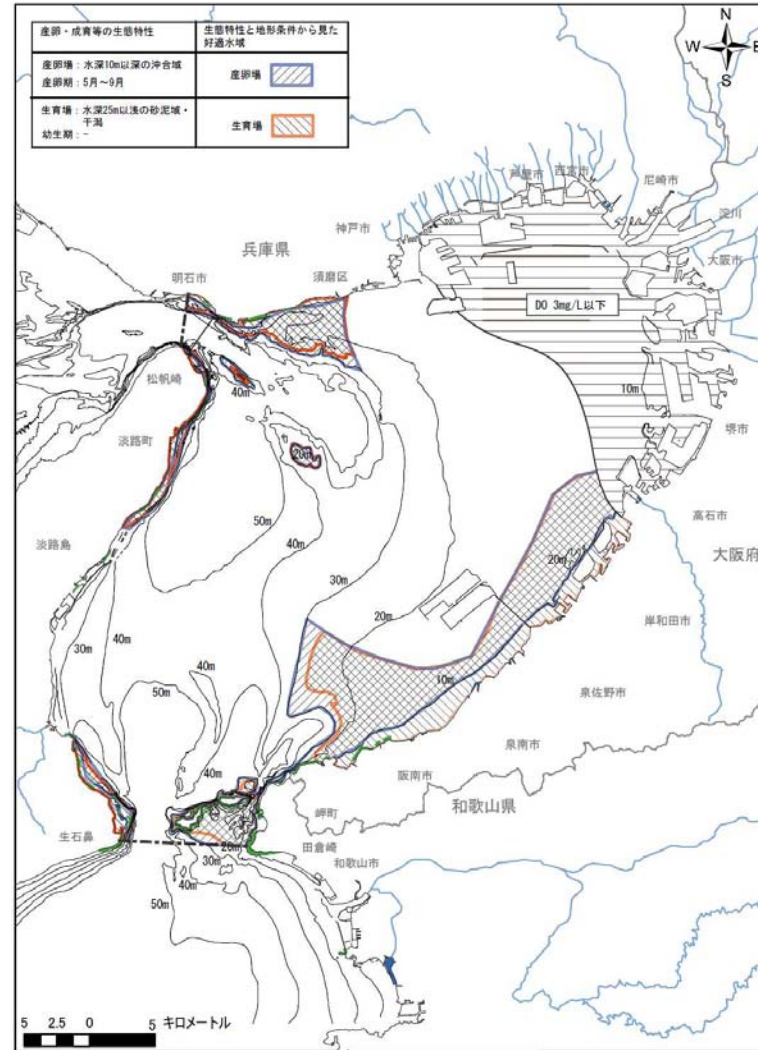 産卵・成育等の生態特性
生態特性と地形条件から見た
好適水域
産卵場：水深10m以深の沖合域
産卵期：5月～9月
産卵場
生育場：水深25m以浅の砂泥域・
干潟
幼生期：-
生育場
N
W
E
S
芦屋市
西宮市
尼崎市
神戸市
淀川
兵庫県
大阪市
明石市
須磨区
DO 3mg/L以下
松帆崎
40m
10m
淡路町
堺市
20m
50m
高石市
淡路島
40m
大阪府
20m
30m
20m
岸和田市
30m
40m
40m
10m
50m
泉佐野市
泉南市
40m
阪南市
和歌山県
岬町
生石鼻
田倉崎
20m
30m
和歌山市
40m
50m
5 2.5 0 5 キロメートル